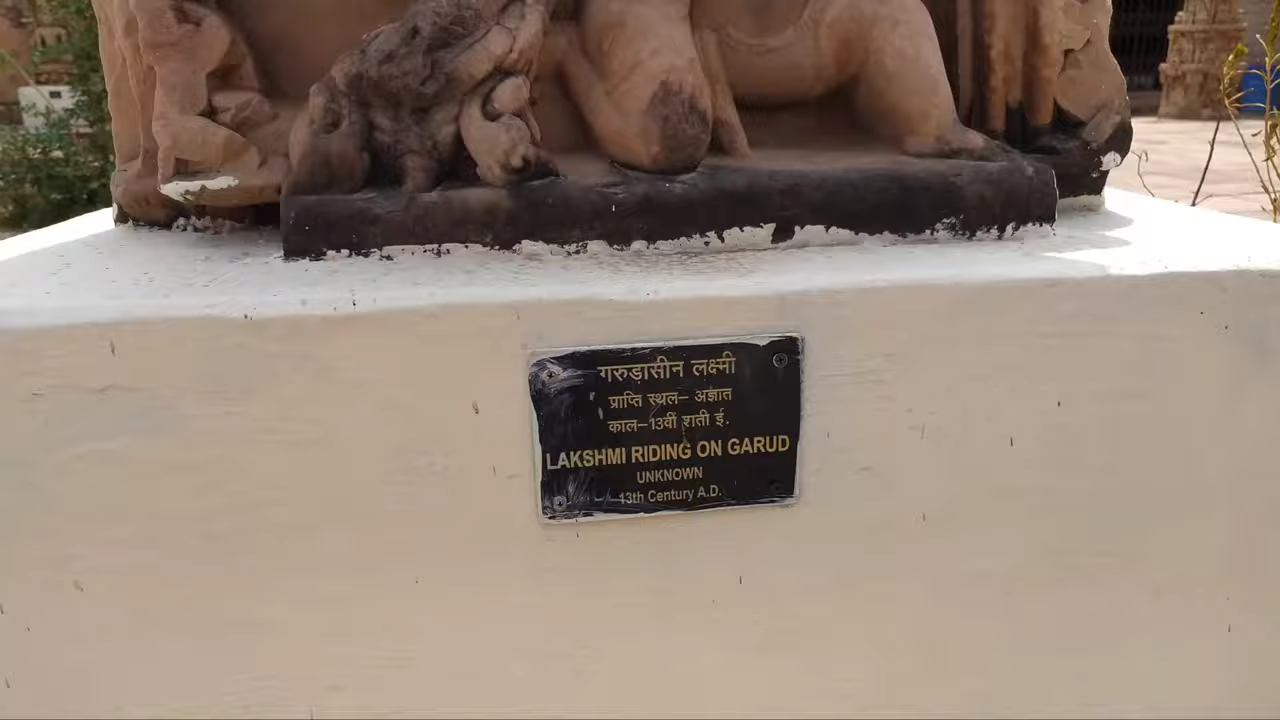 गरुडासीन लक्ष्मी
प्राप्ति स्थल– अज्ञात
काल–13वीं शती ई.
LAKSHMI RIDING ON GARUD
UNKNOWN
13th Century A.D.